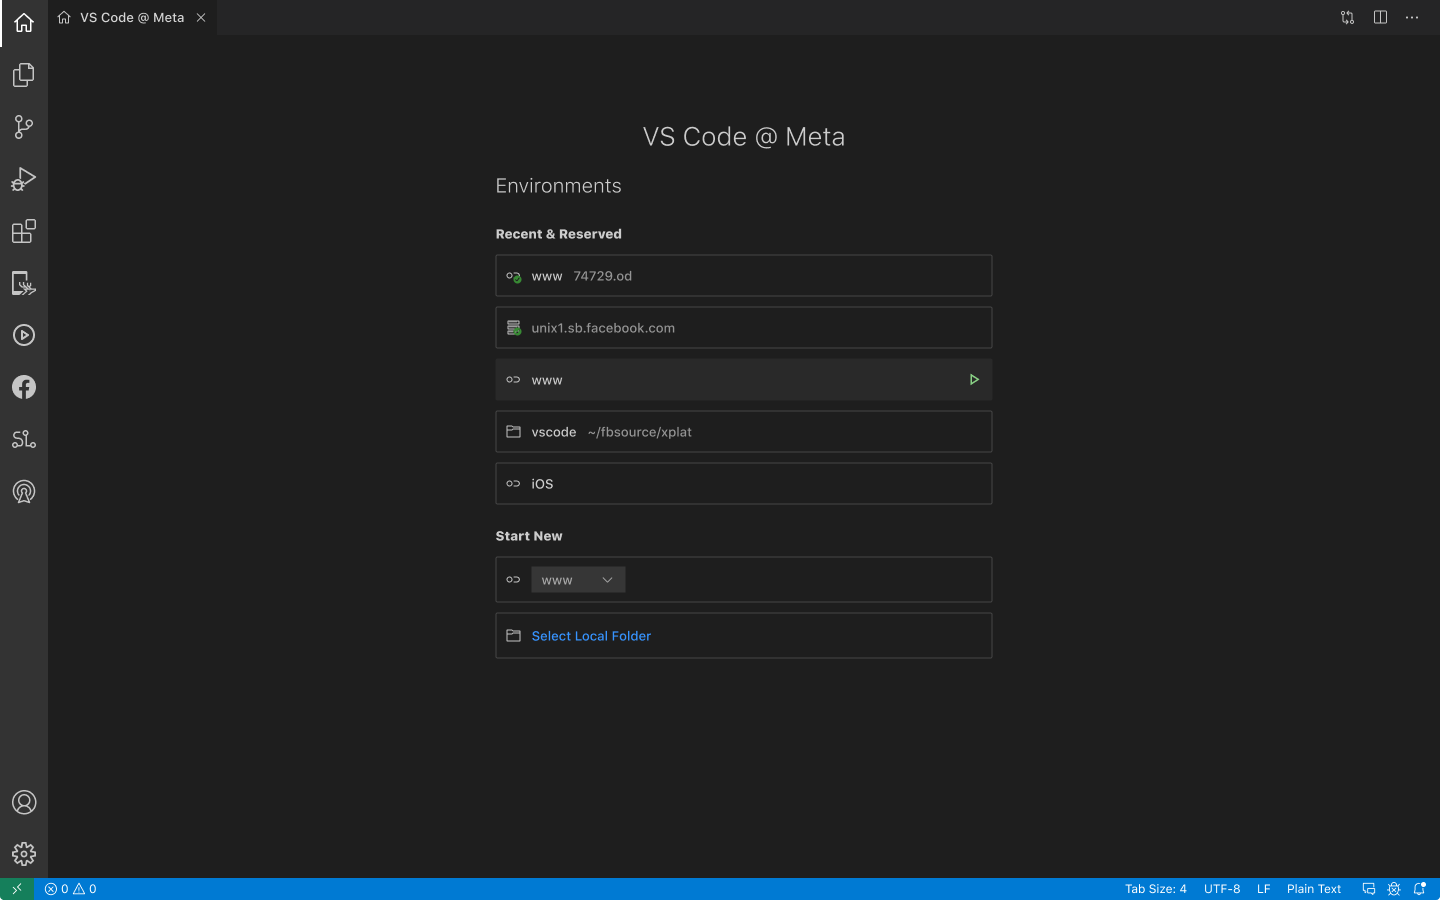 VS Code @ Meta
VS Code @ Meta
Environments
Recent & Reserved
www 74729.od
unix1.sb.facebook.com
www
vscode ~/fbsource/xplat
iOS
Start New
www
Select Local Folder
0 0 Tab Size: 4 UTF-8 LF Plain Text